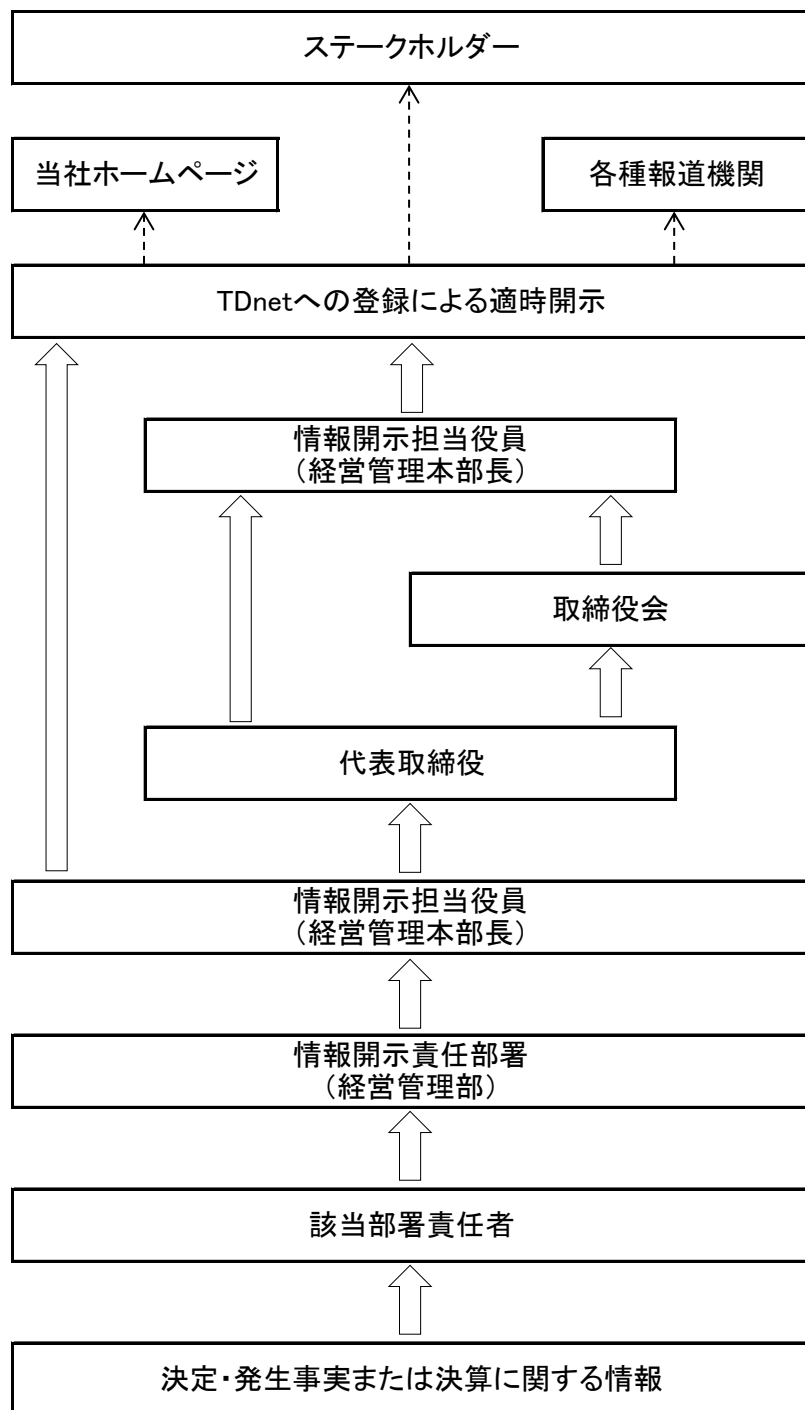 ステークホルダー
当社ホームページ
各種報道機関
TDnetへの登録による適時開示
情報開示担当役員
（経営管理本部長）
取締役会
代表取締役
情報開示担当役員
（経営管理本部長）
情報開示責任部署
（経営管理部）
該当部署責任者
決定・発生事実または決算に関する情報